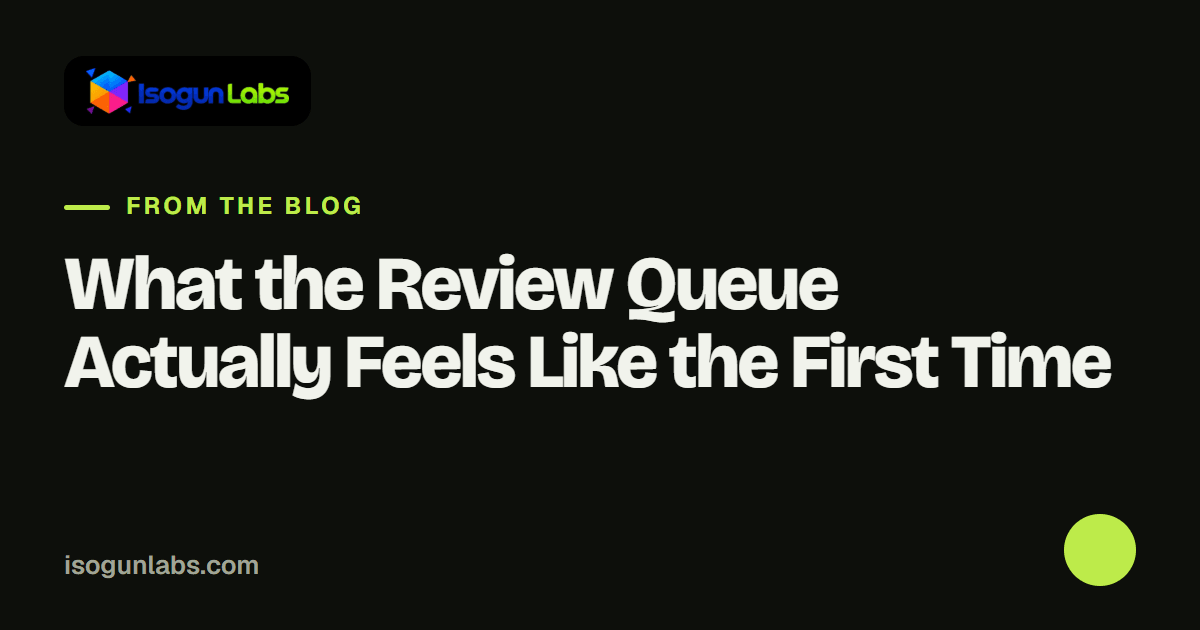 Isogun Labs
FROM THE BLOG
What the Review Queue
Actually Feels Like the First Time
isogunlabs.com